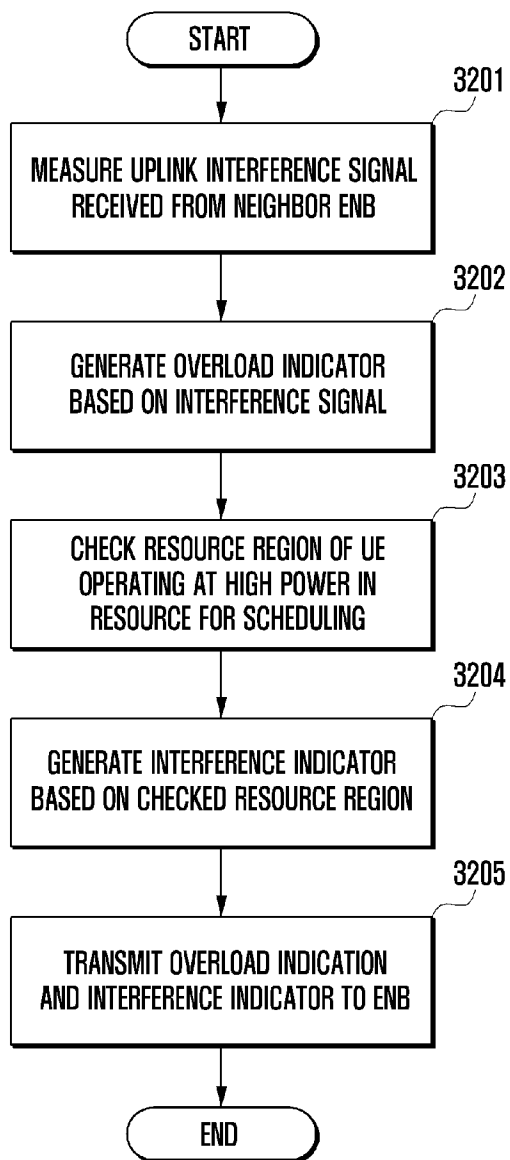 START
3201
MEASURE UPLINK INTERFERENCE SIGNAL
RECEIVED FROM NEIGHBOR ENB
3202
GENERATE OVERLOAD INDICATOR
BASED ON INTERFERENCE SIGNAL
3203
CHECK RESOURCE REGION OF UE
OPERATING AT HIGH POWER IN
RESOURCE FOR SCHEDULING
3204
GENERATE INTERFERENCE INDICATOR
BASED ON CHECKED RESOURCE REGION
3205
TRANSMIT OVERLOAD INDICATION
AND INTERFERENCE INDICATOR TO ENB
END